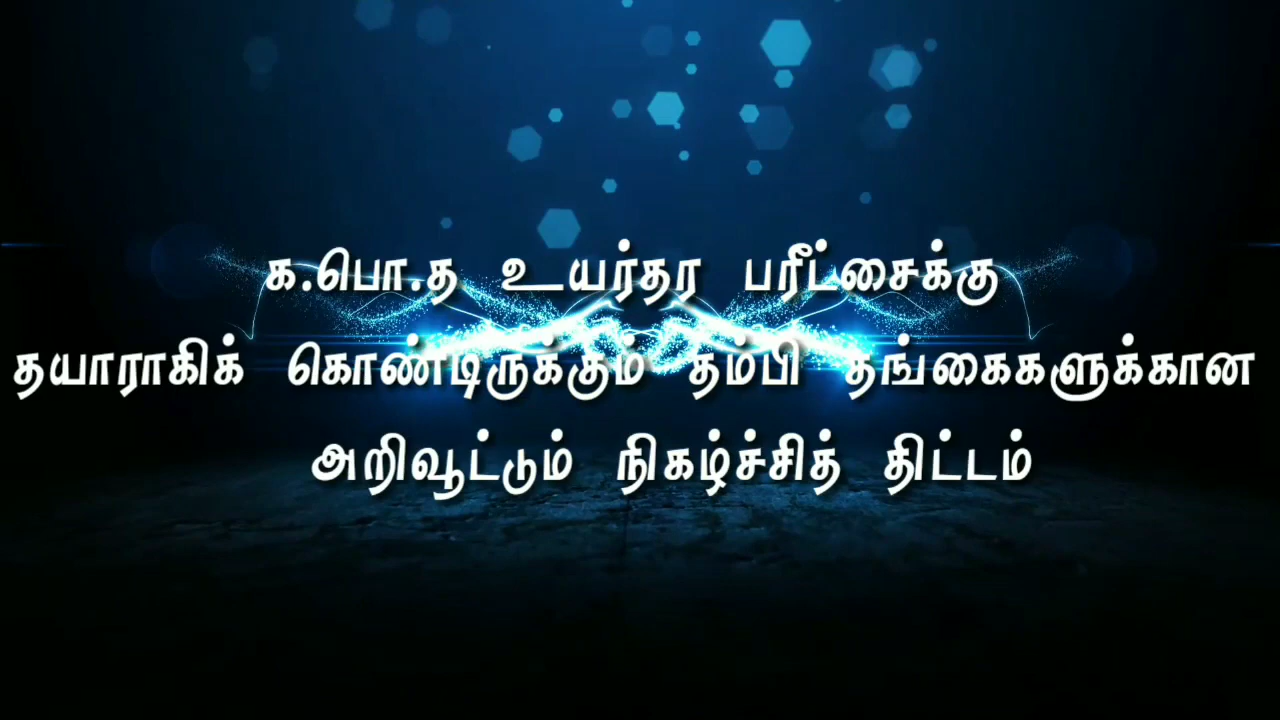 க.பொ.த உயர்தர பரீட்சைக்கு
தயாராகிக் கொண்டிருக்கும் தம்பி தங்கைகளுக்கான
அறிவூட்டும் நிகழ்ச்சித் திட்டம்